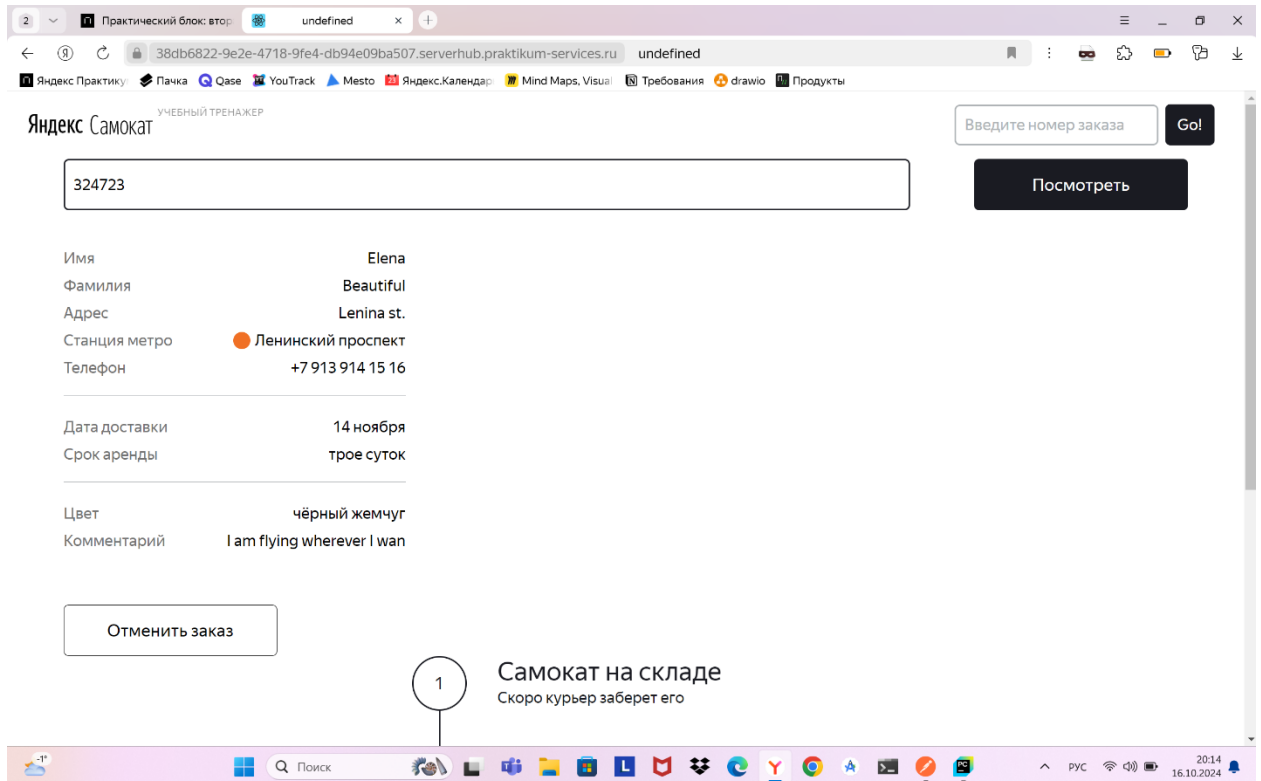 2
Практический блок: втор
undefined
38db6822-9e2e-4718-9fe4-db94e09ba507.serverhub.praktikum-services.ru undefined
Яндекс Практику Пачка Qase YouTrack Mesto 23 Яндекс.Календар Mind Maps, Visual Требования drawio Продукты
Яндекс Самокат
УЧЕБНЫЙ ТРЕНАЖЕР
Введите номер заказа
Go!
324723
Посмотреть
Имя Elena
Фамилия Beautiful
Адрес Lenina st.
Станция метро Ленинский проспект
Телефон +7 913 914 15 16
Дата доставки 14 ноября
Срок аренды трое суток
Цвет чёрный жемчуг
Комментарий I am flying wherever I wan
Отменить заказ
1
Самокат на складе
Скоро курьер заберет его
-1°
Поиск
РУС
20:14
16.10.2024